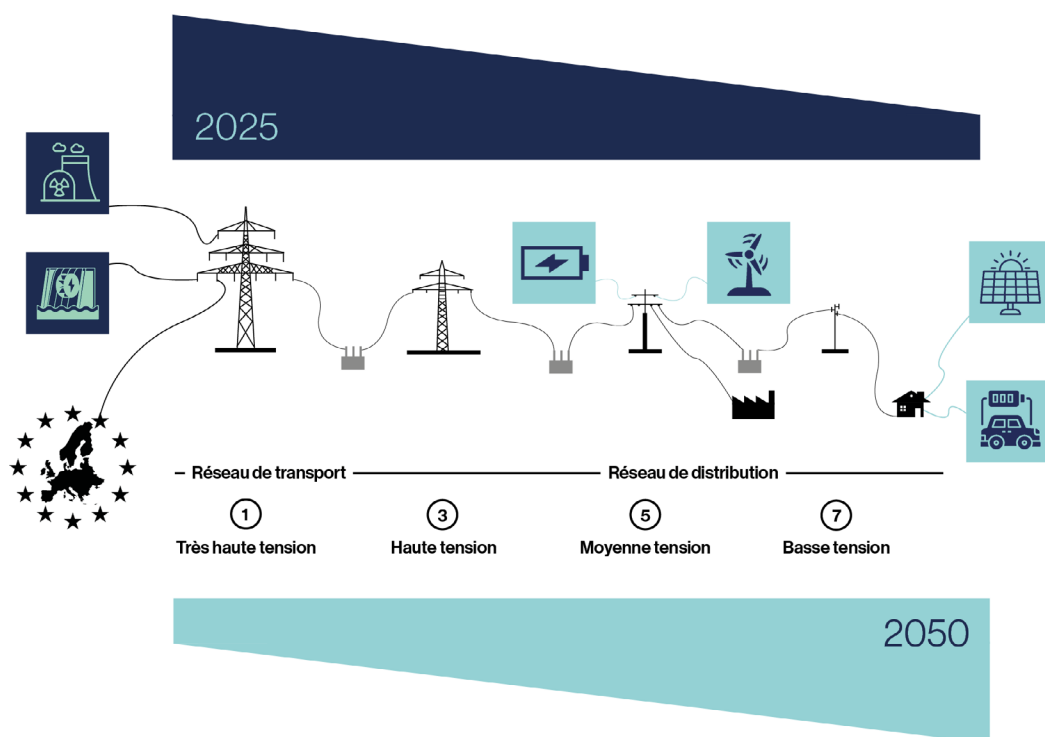 2025
Réseau de transport
Réseau de distribution
1
3
5
7
Très haute tension
Haute tension
Moyenne tension
Basse tension
2050